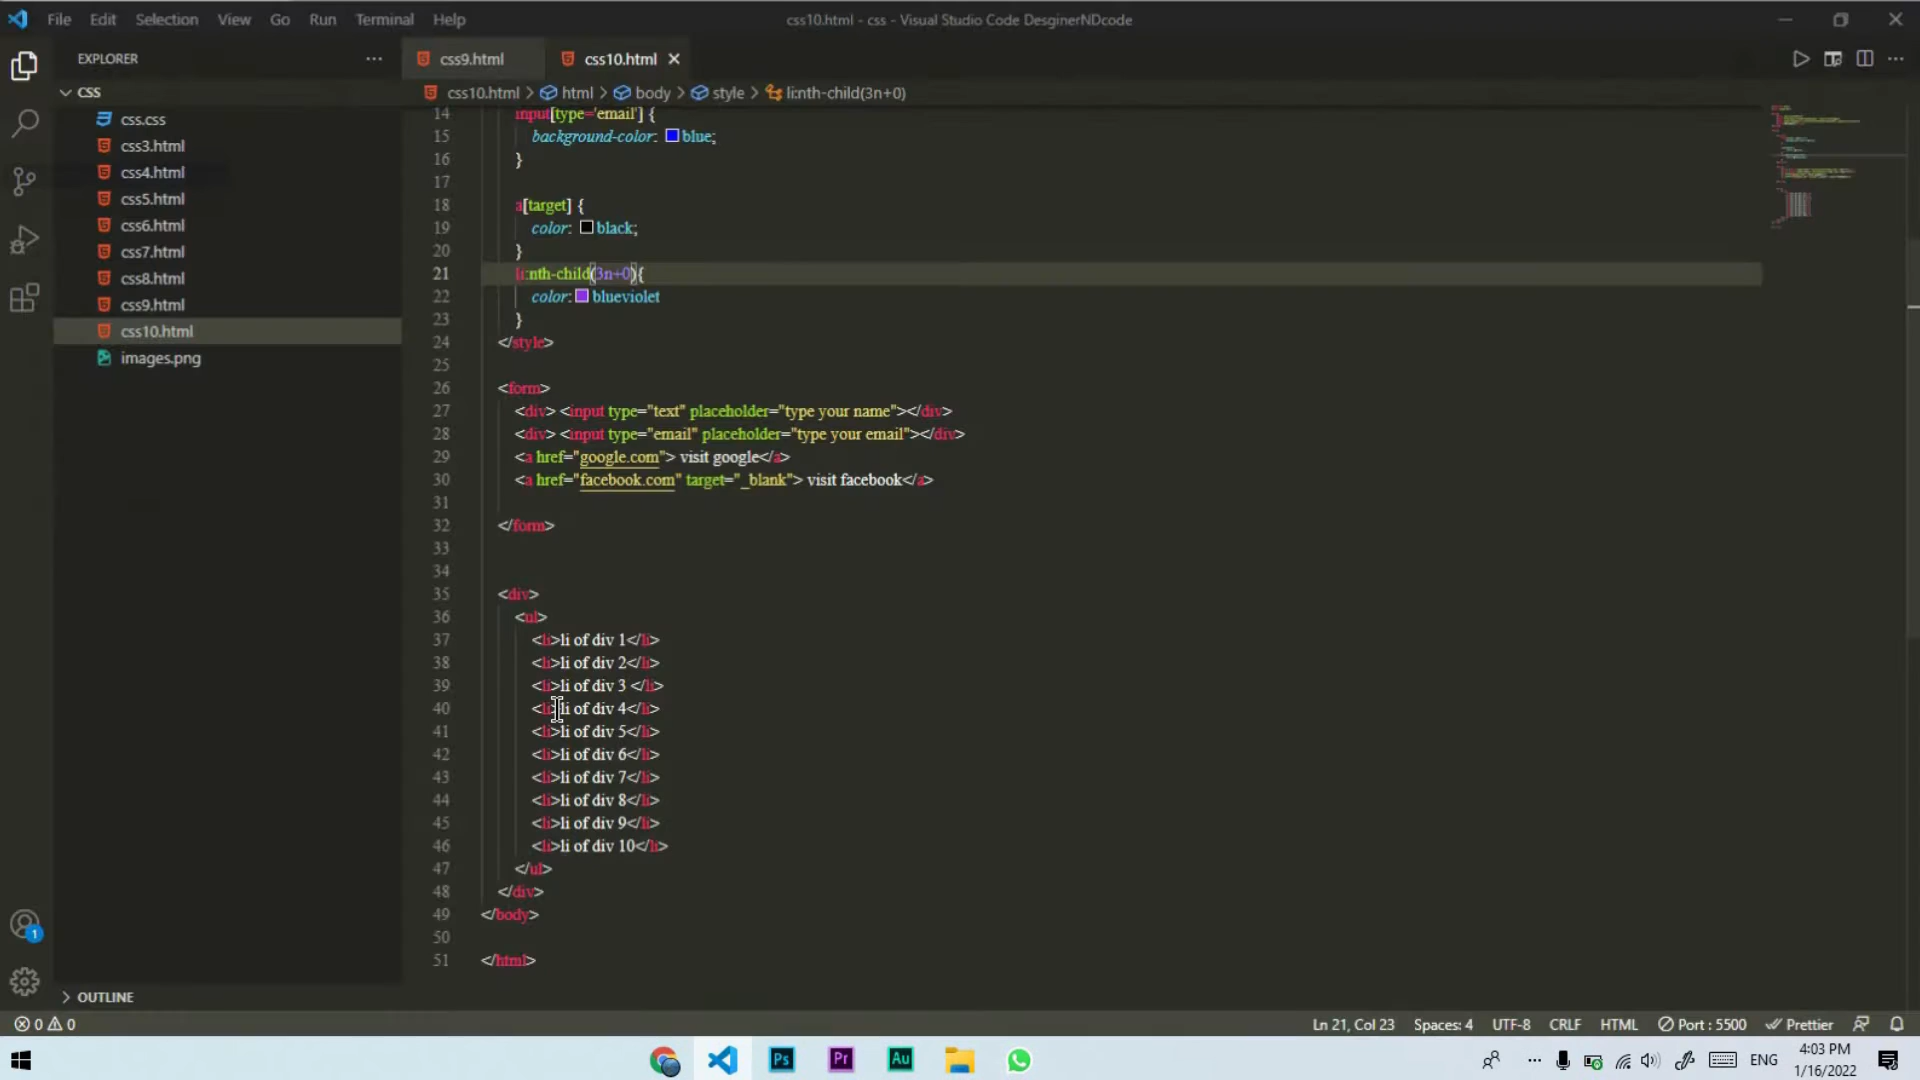 File Edit Selection View Go Run Terminal Help
css10.html - css - Visual Studio Code DesginerNDcode
EXPLORER
css9.html
css10.html
CSS
css10.html > html > body > style > li:nth-child(3n+0)
css.css
css3.html
css4.html
css5.html
css6.html
css7.html
css8.html
css9.html
css10.html
images.png
14 input[type='email'] {
15 background-color: blue;
16 }
17
18 a[target] {
19 color: black;
20 }
21 li:nth-child(3n+0){
22 color: blueviolet
23 }
24 </style>
25
26 <form>
27 <div> <input type="text" placeholder="type your name"></div>
28 <div> <input type="email" placeholder="type your email"></div>
29 <a href="google.com"> visit google</a>
30 <a href="facebook.com" target="_blank"> visit facebook</a>
31
32 </form>
33
34
35 <div>
36 <ul>
37 <li>li of div 1</li>
38 <li>li of div 2</li>
39 <li>li of div 3 </li>
40 <li>li of div 4</li>
41 <li>li of div 5</li>
42 <li>li of div 6</li>
43 <li>li of div 7</li>
44 <li>li of div 8</li>
45 <li>li of div 9</li>
46 <li>li of div 10</li>
47 </ul>
48 </div>
49 </body>
50
51 </html>
1
OUTLINE
0 0 Ln 21, Col 23 Spaces: 4 UTF-8 CRLF HTML Port : 5500 Prettier
Ps Pr Au
ENG
4:03 PM
1/16/2022